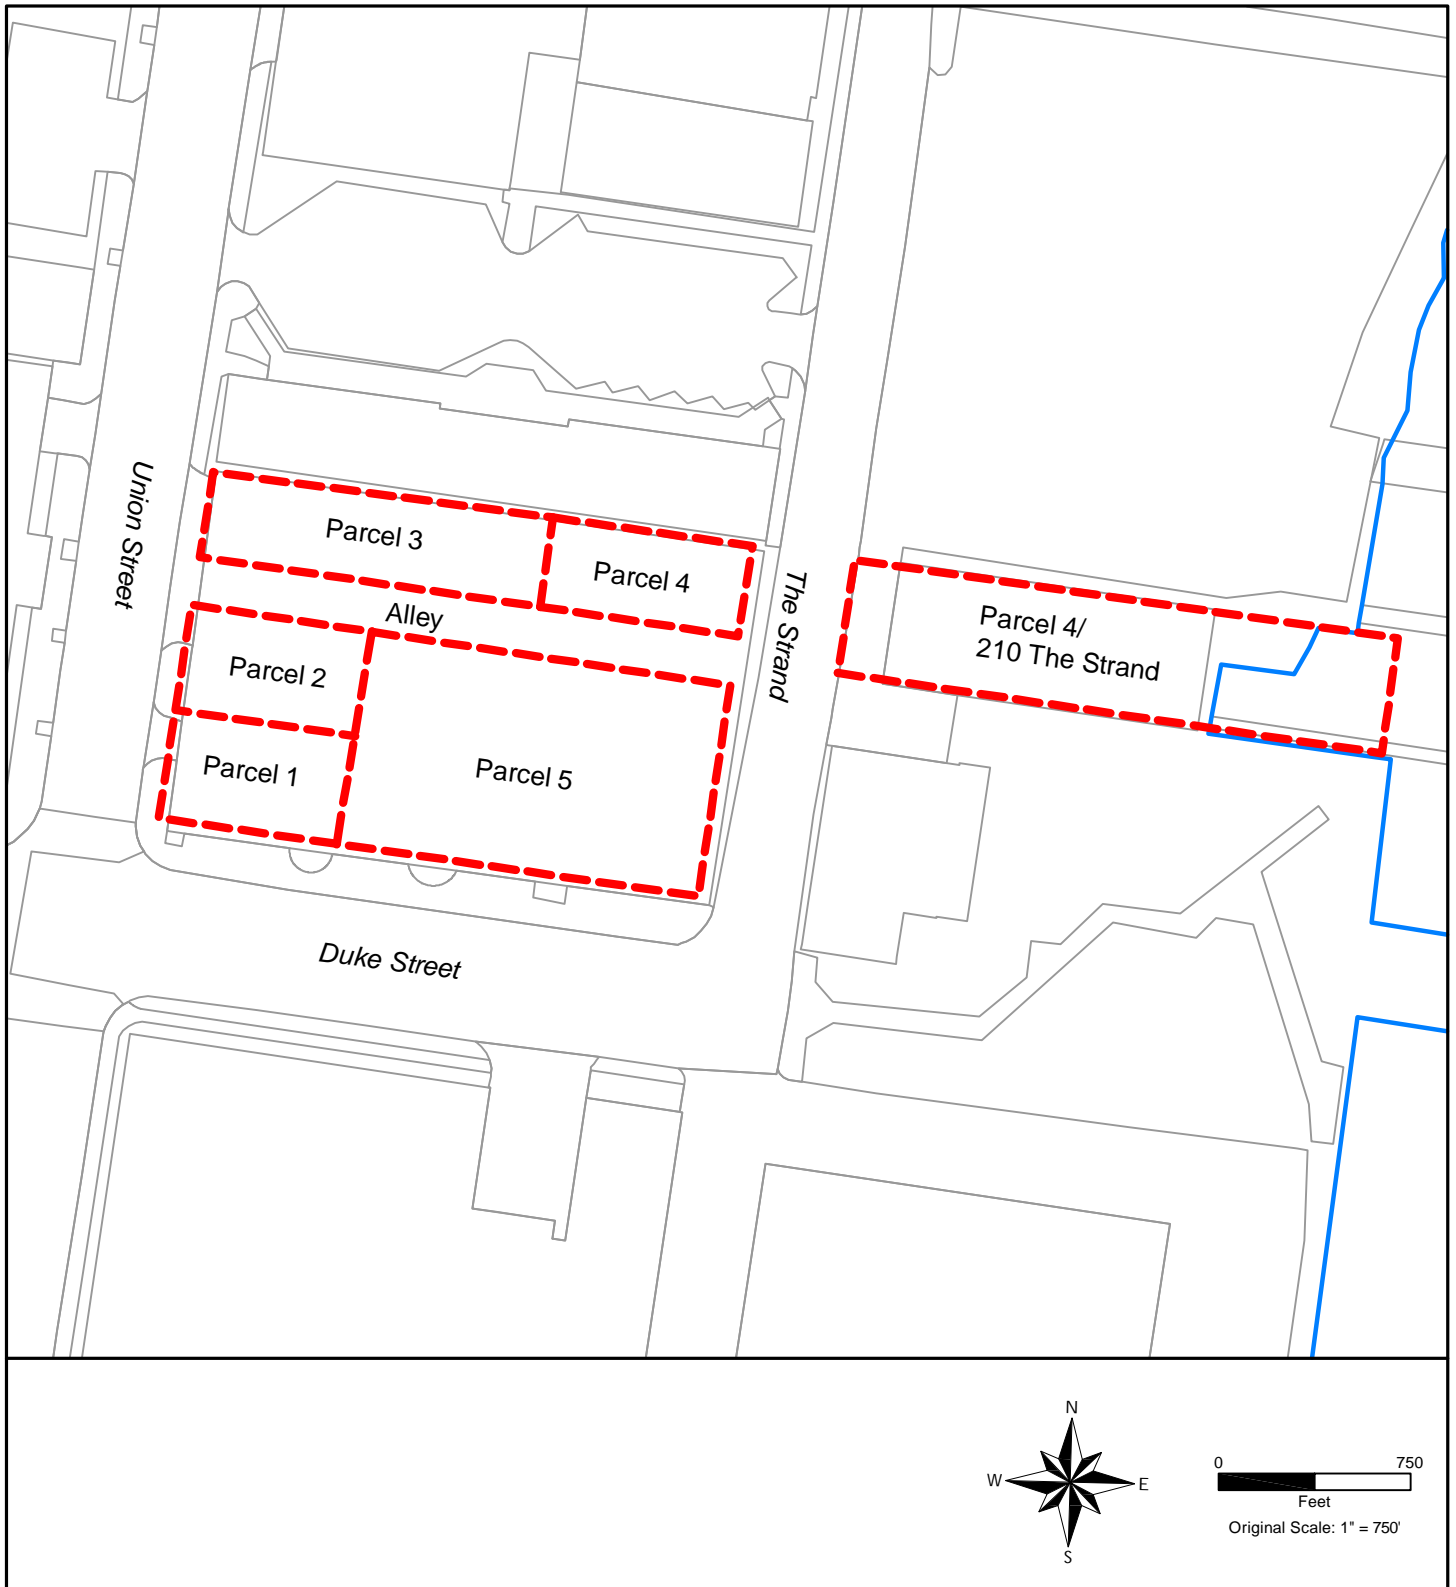 Union Street
Parcel 3
Parcel 4
The Strand
Parcel 4/
210 The Strand
Alley
Parcel 2
Parcel 1
Parcel 5
Duke Street
N
W
E
S
0 750
Feet
Original Scale: 1" = 750'